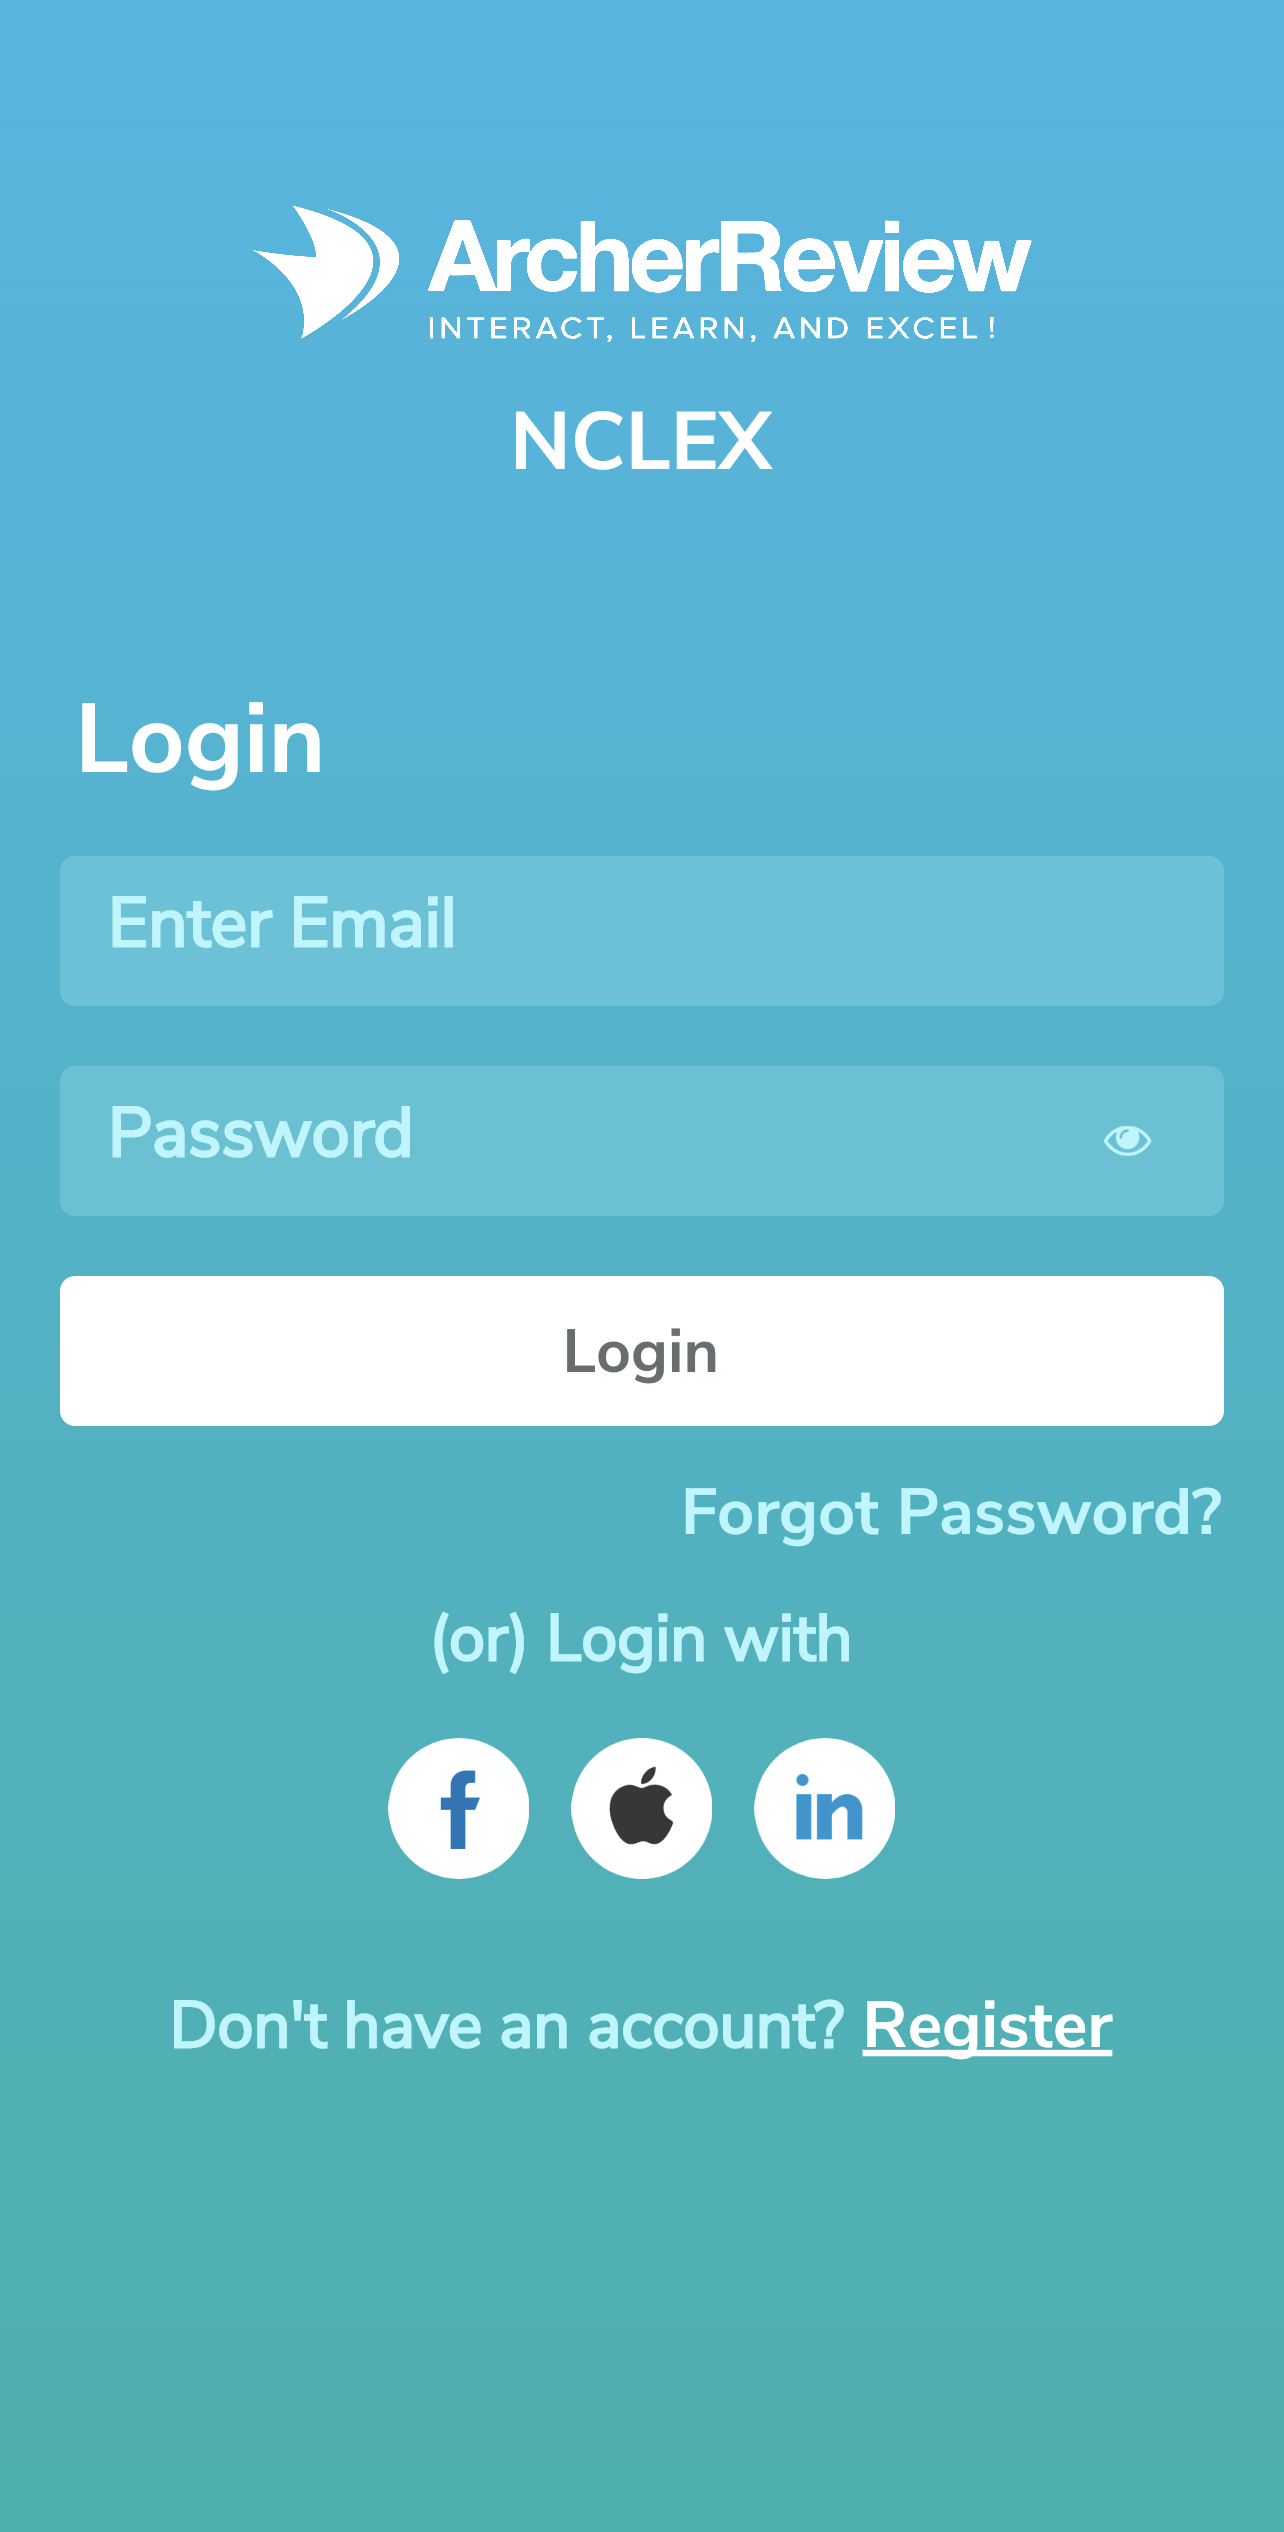 ArcherReview
INTERACT, LEARN, AND EXCEL!
NCLEX
Login
Enter Email
Password
Login
Forgot Password?
(or) Login with
f
in
Don't have an account? Register